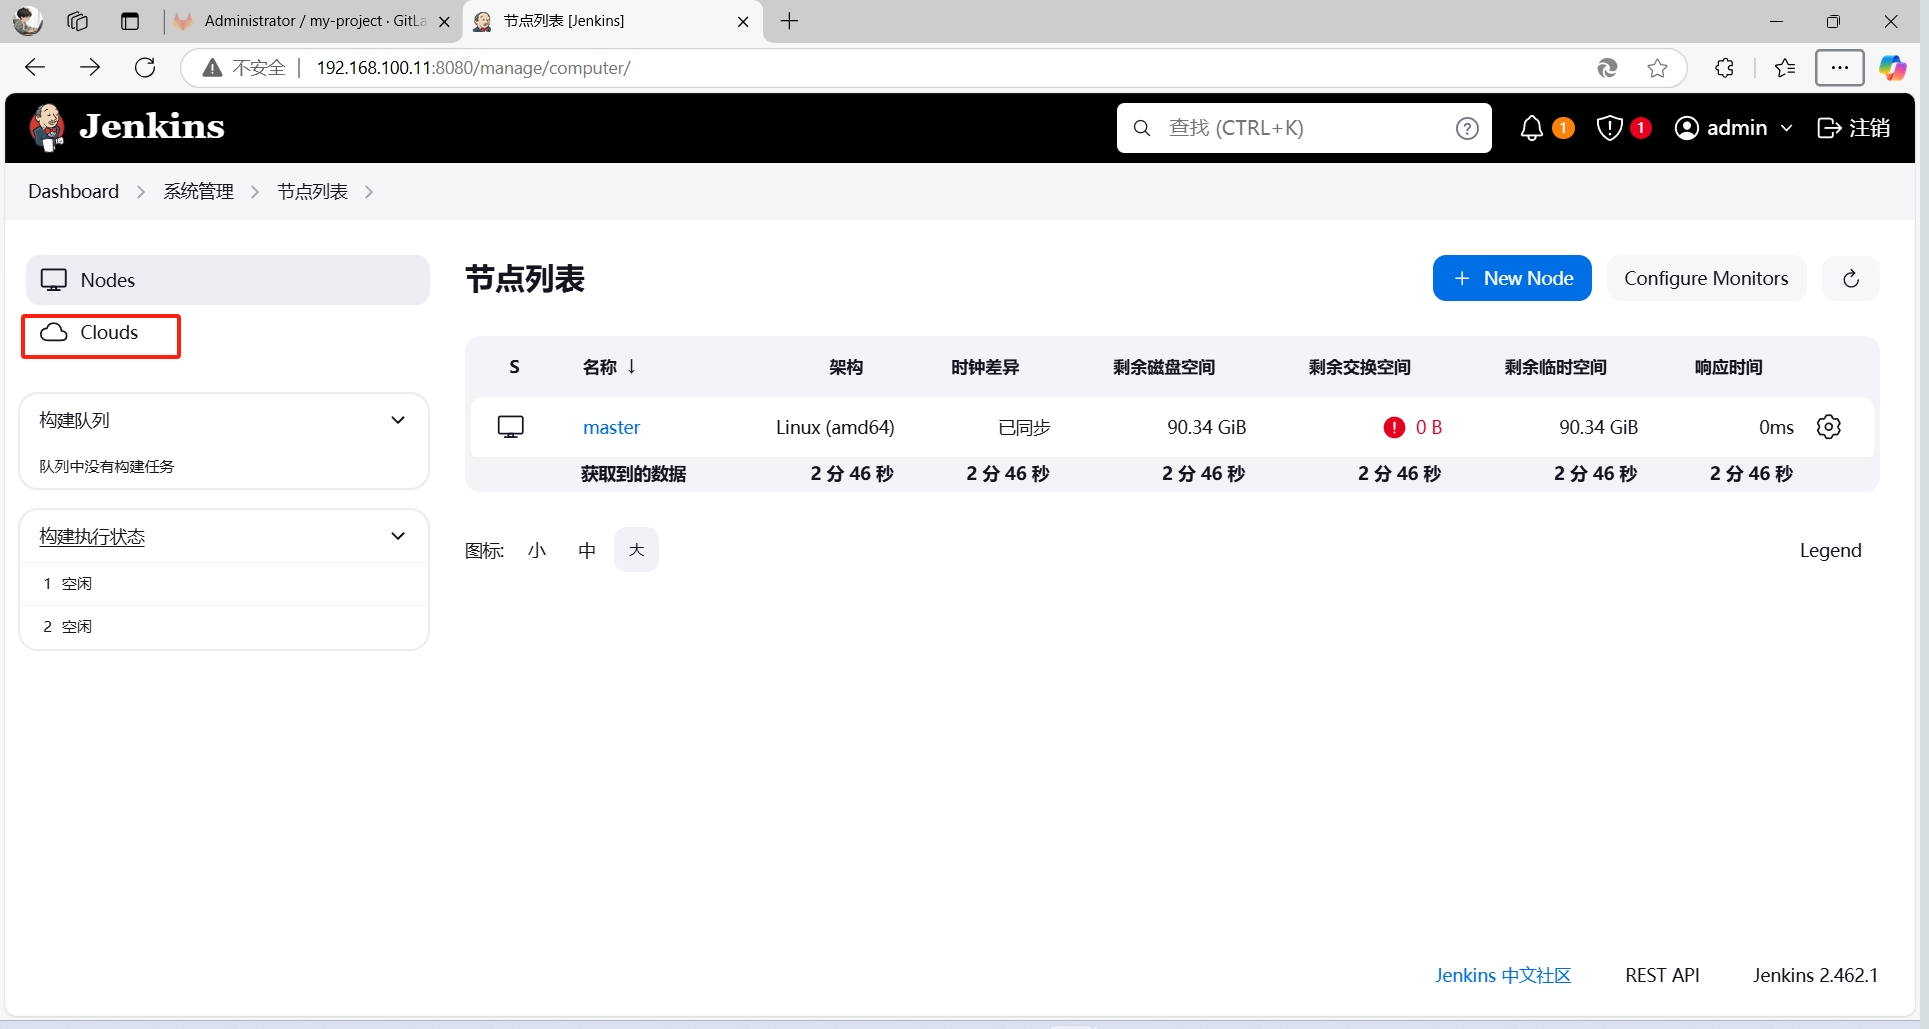 Administrator / my-project · GitLa
节点列表 [Jenkins]
不安全 192.168.100.11:8080/manage/computer/
Jenkins
查找 (CTRL+K)
1
1
admin
注销
Dashboard
系统管理
节点列表
Nodes
Clouds
构建队列
队列中没有构建任务
构建执行状态
1 空闲
2 空闲
节点列表
New Node
Configure Monitors
S 名称 ↓ 架构 时钟差异 剩余磁盘空间 剩余交换空间 剩余临时空间 响应时间
master Linux (amd64) 已同步 90.34 GiB 0 B 90.34 GiB 0ms
获取到的数据 2 分 46 秒 2 分 46 秒 2 分 46 秒 2 分 46 秒 2 分 46 秒 2 分 46 秒
图标: 小 中 大
Legend
Jenkins 中文社区 REST API Jenkins 2.462.1